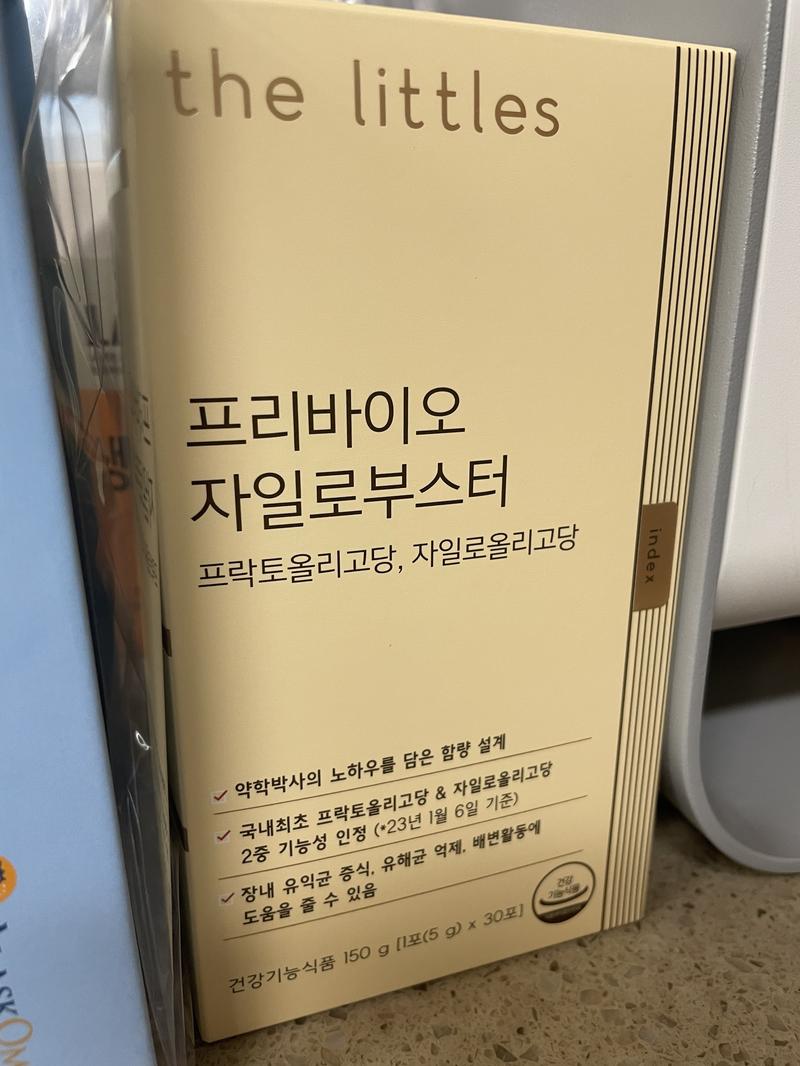 the littles
프리바이오
자일로부스터
프락토올리고당, 자일로올리고당
index
약학박사의 노하우를 담은 함량 설계
국내최초 프락토올리고당 & 자일로올리고당
2중 기능성 인정 (*23년 1월 6일 기준)
장내 유익균 증식, 유해균 억제, 배변활동에
도움을 줄 수 있음
건강
기능식품
건강기능식품 150 g [1포(5 g) x 30포]